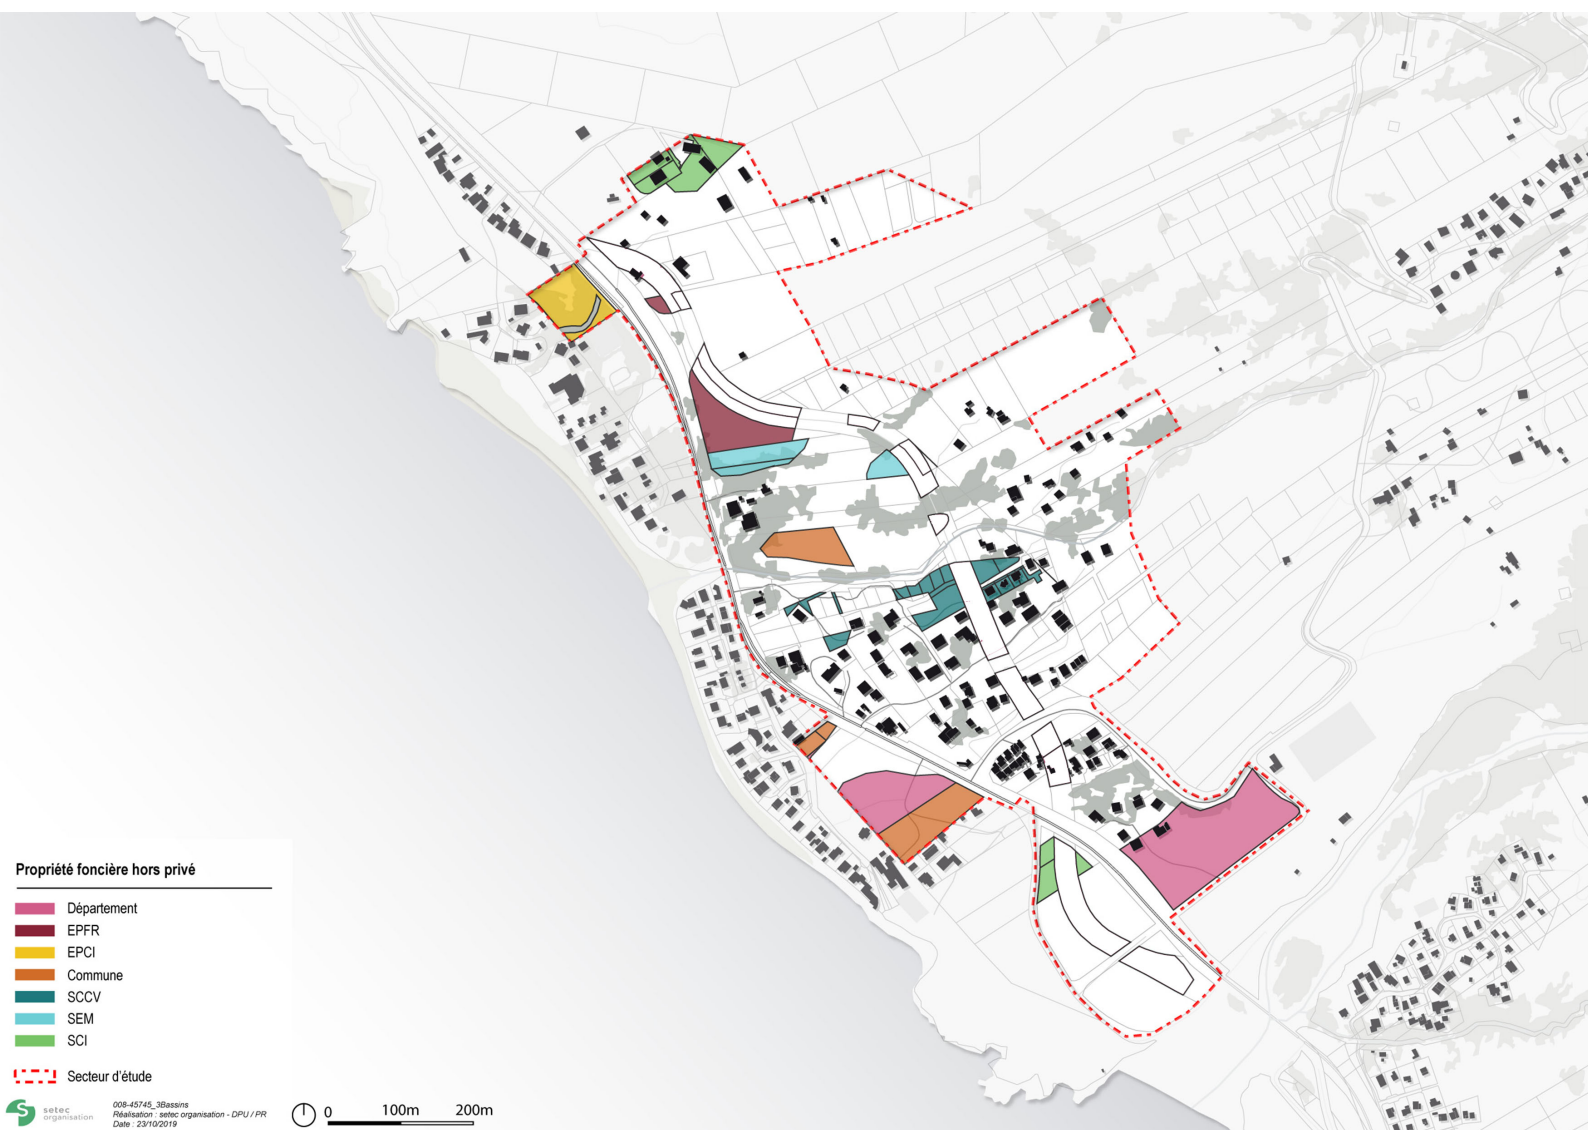 Propriété foncière hors privé
Département
EPFR
EPCI
Commune
SCCV
SEM
SCI
Secteur d'étude
setec
organisation
008-45745_3Bassins
Réalisation : setec organisation - DPU / PR
Date : 23/10/2019
0 100m 200m